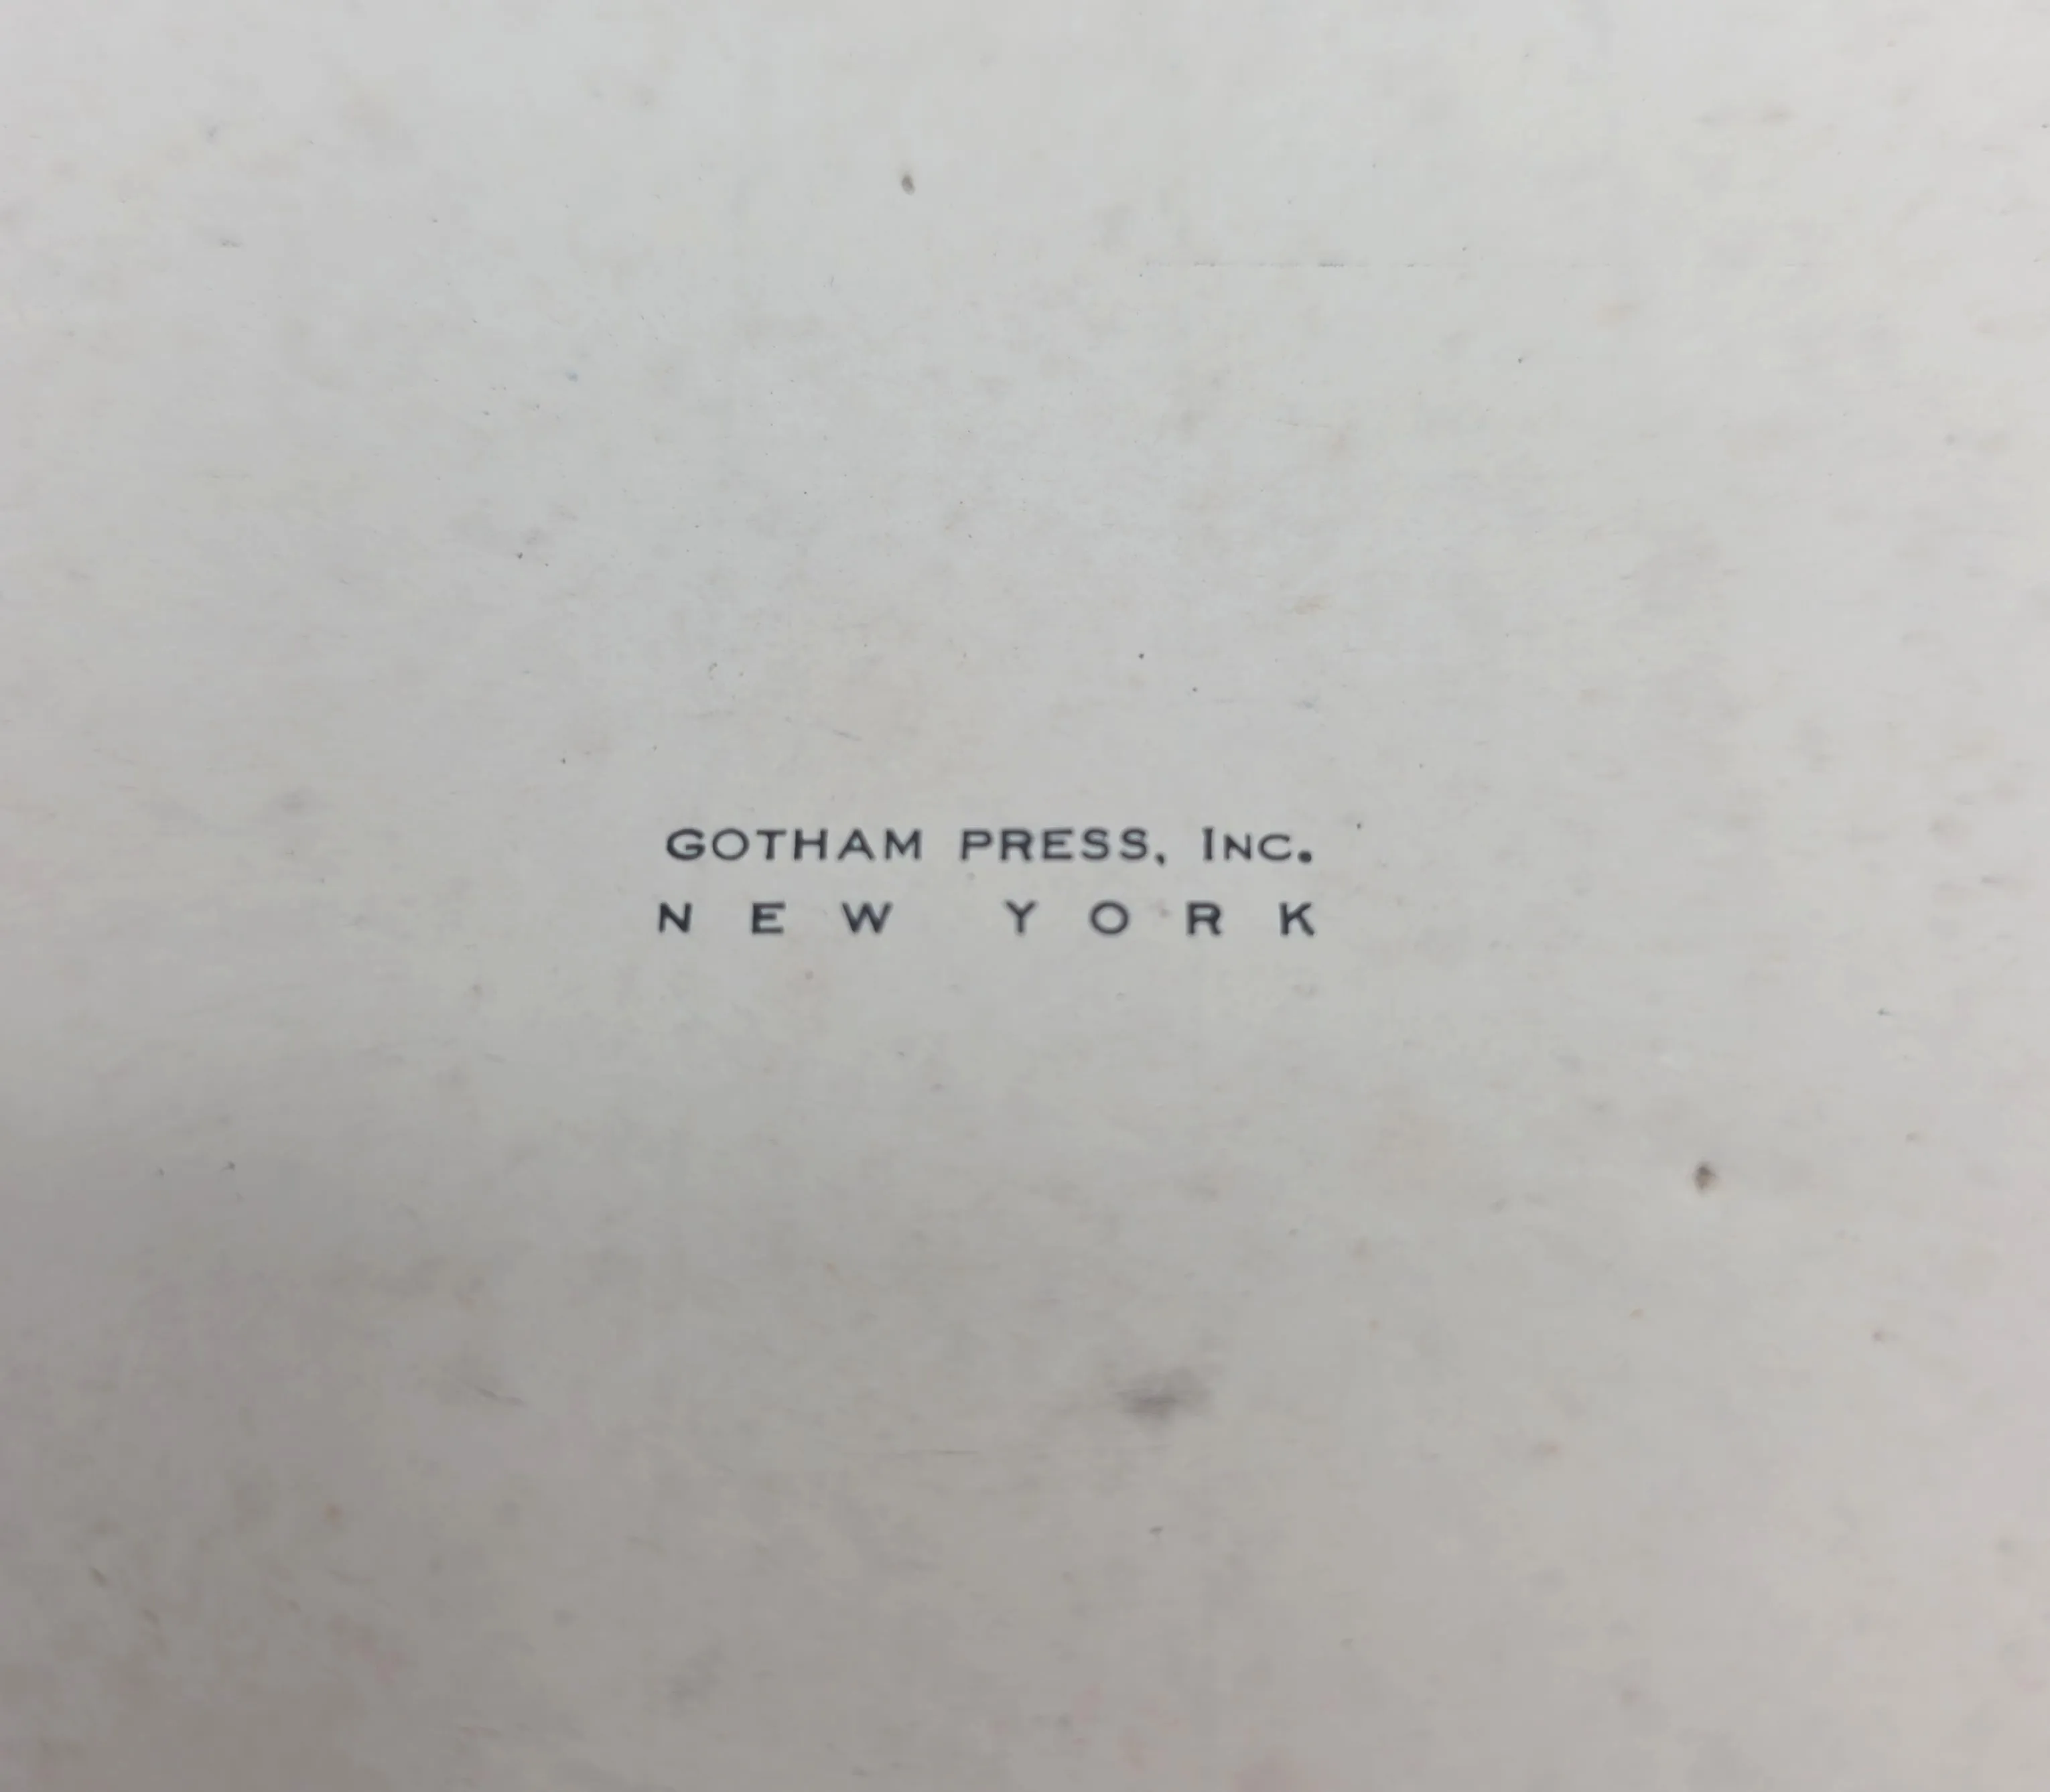 GOTHAM PRESS, INC.
NEW YORK